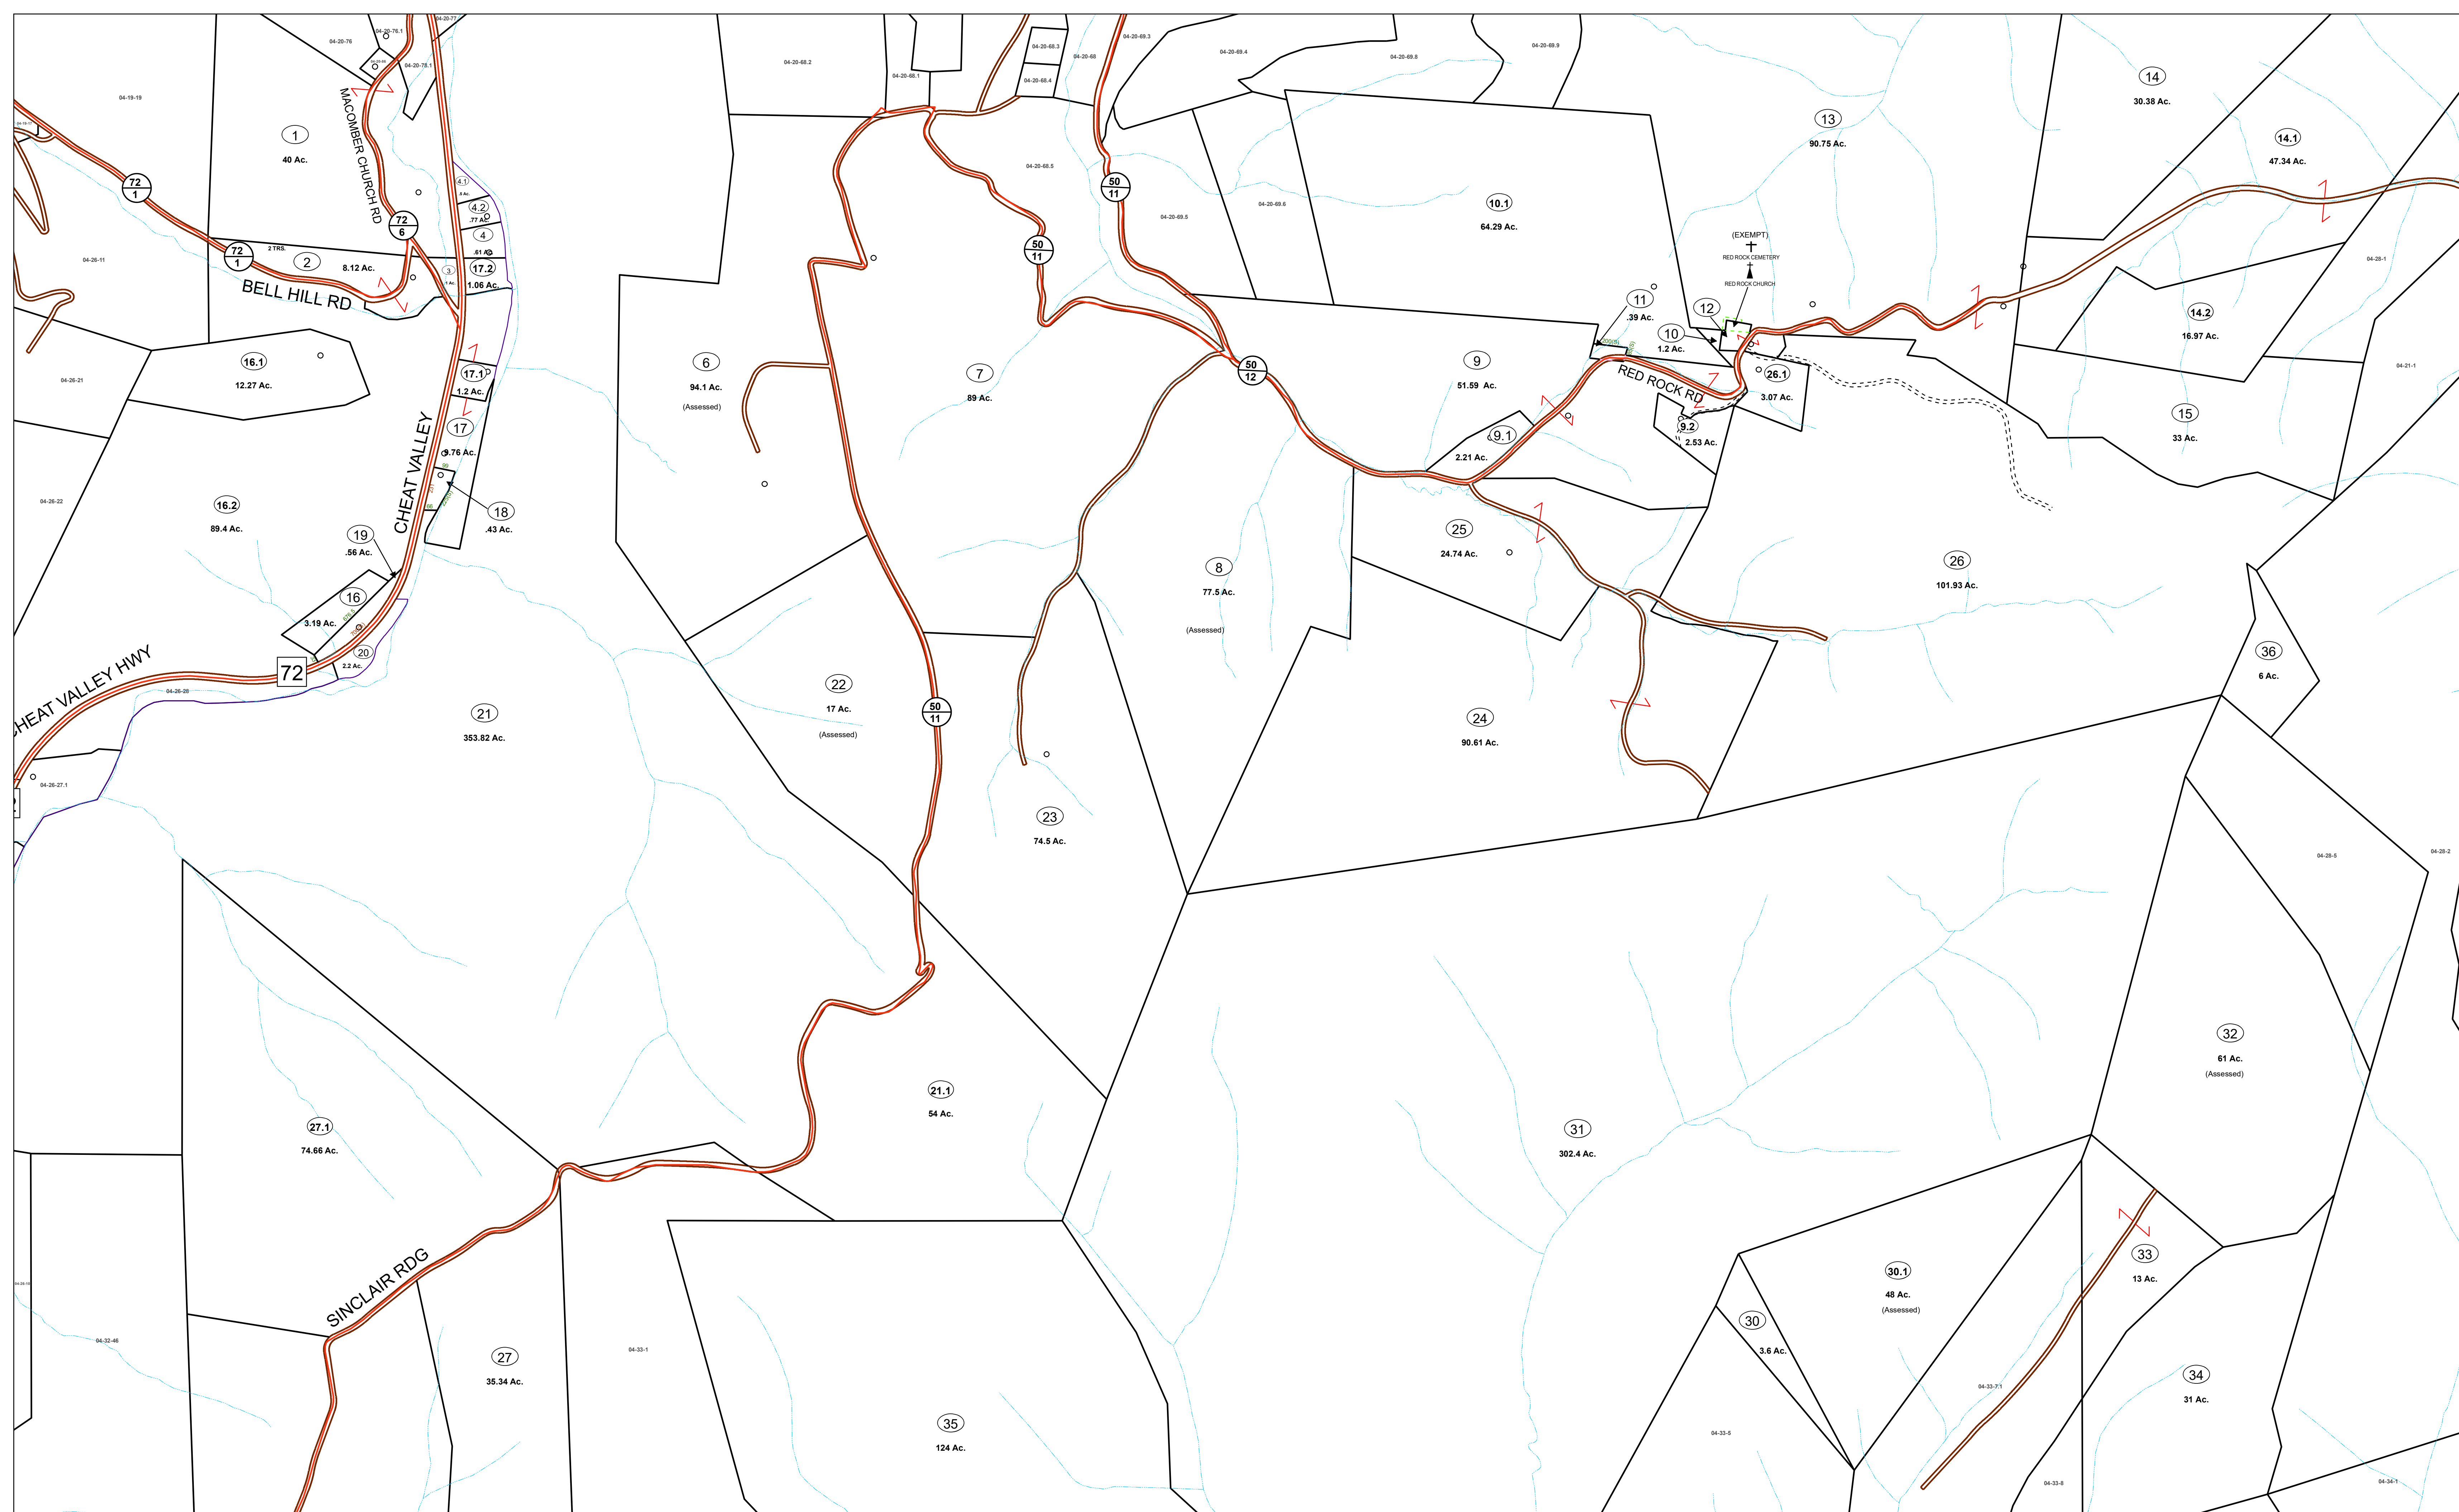 04-20-77
04-20-76.1
04-20-76
04-20-78.1
04-19-19
1
40 Ac.
MACOMBER CHURCH RD
72
1
72
6
72
1
2 TRS.
2
8.12 Ac.
BELL HILL RD
4.1
4.2
.77 Ac.
4
.61 Ac.
17.2
1.06 Ac.
3
04-26-11
04-26-21
04-26-22
16.1
12.27 Ac.
16.2
89.4 Ac.
17.1
1.2 Ac.
17
9.76 Ac.
CHEAT VALLEY
18
.43 Ac.
19
.56 Ac.
16
3.19 Ac.
20
2.2 Ac.
72
CHEAT VALLEY HWY
04-26-28
04-26-27.1
21
353.82 Ac.
04-20-68.2
04-20-68.1
04-20-68.3
04-20-68.4
04-20-68
04-20-69.3
04-20-69.4
04-20-69.8
04-20-69.9
04-20-68.5
04-20-69.5
04-20-69.6
50
11
50
11
50
12
6
94.1 Ac.
(Assessed)
7
89 Ac.
8
77.5 Ac.
(Assessed)
9
51.59 Ac.
9.1
2.21 Ac.
9.2
2.53 Ac.
10.1
64.29 Ac.
11
.39 Ac.
10
1.2 Ac.
12
(EXEMPT)
RED ROCK CEMETERY
RED ROCK CHURCH
RED ROCK RD
26.1
3.07 Ac.
13
90.75 Ac.
14
30.38 Ac.
14.1
47.34 Ac.
14.2
16.97 Ac.
04-28-1
04-21-1
15
33 Ac.
25
24.74 Ac.
26
101.93 Ac.
36
6 Ac.
22
17 Ac.
(Assessed)
50
11
23
74.5 Ac.
24
90.61 Ac.
04-28-5
04-28-2
21.1
54 Ac.
27.1
74.66 Ac.
31
302.4 Ac.
32
61 Ac.
(Assessed)
SINCLAIR RDG
04-32-46
27
35.34 Ac.
04-33-1
35
124 Ac.
30
3.6 Ac.
30.1
48 Ac.
(Assessed)
33
13 Ac.
34
31 Ac.
04-33-7.1
04-33-5
04-33-8
04-34-1